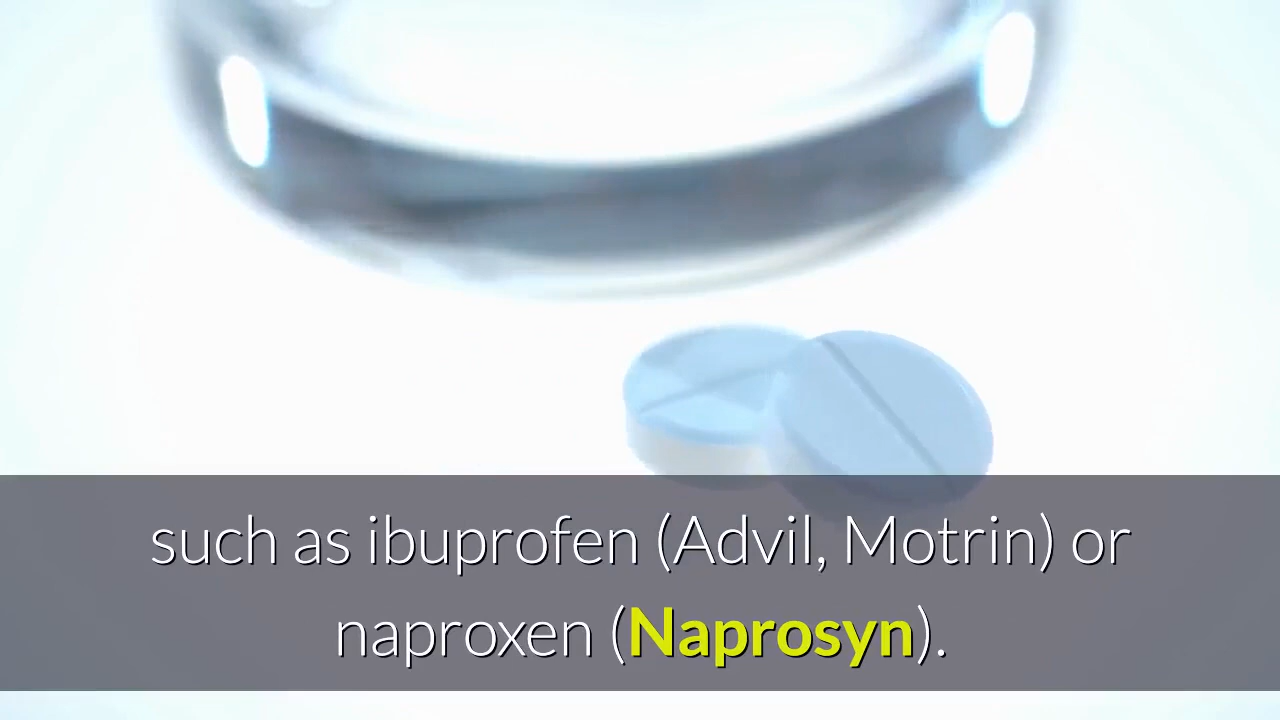 such as ibuprofen (Advil, Motrin) or
naproxen (Naprosyn).